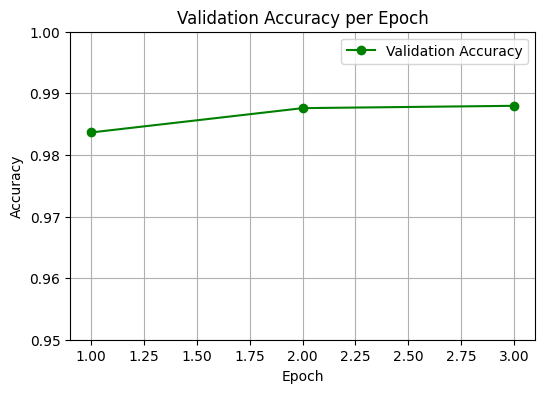 Validation Accuracy per Epoch
Validation Accuracy
1.00
0.99
0.98
0.97
0.96
0.95
Accuracy
1.00 1.25 1.50 1.75 2.00 2.25 2.50 2.75 3.00
Epoch